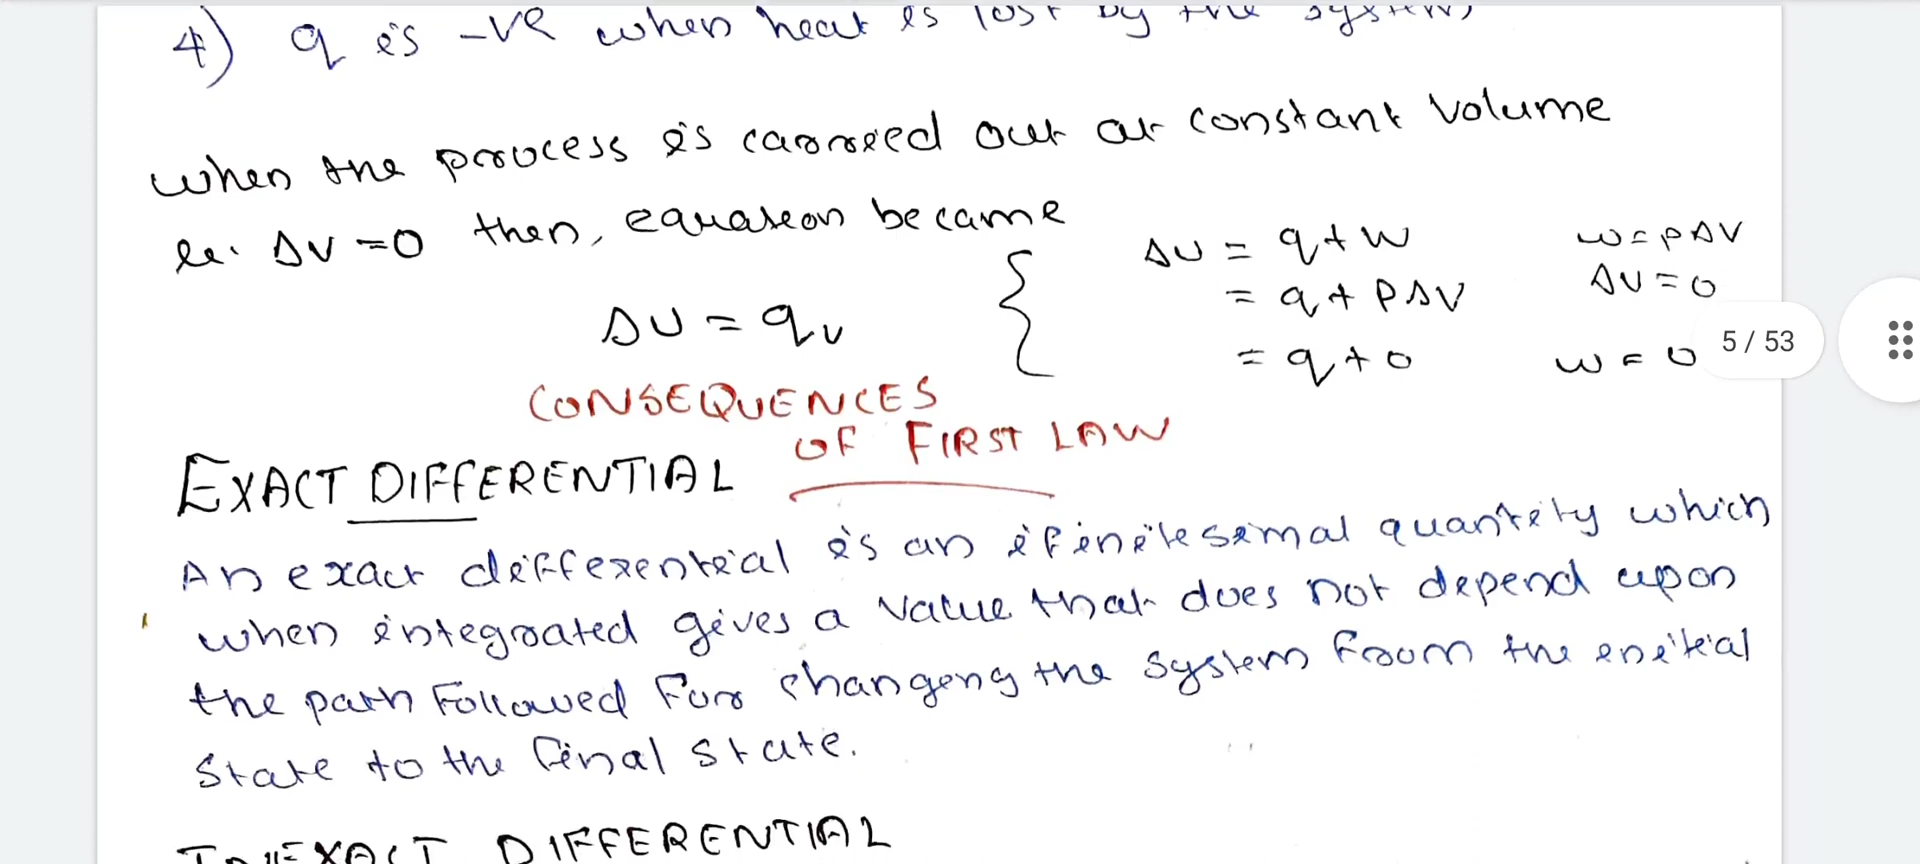 4) q is -ve when heat is lost by the system
when the process is carried out at constant volume
ie. ΔV =0 then, equation became
ΔU = q+w
w=PΔV
= q+ PΔV
ΔV=0
ΔU = qv
= q+0
w=0
5 / 53
CONSEQUENCES
OF FIRST LAW
EXACT DIFFERENTIAL
An exact differential is an ifinitesimal quantity which
when integrated gives a value that does not depend upon
the path followed for changing the system from the initial
state to the final state.
INEXACT DIFFERENTIAL